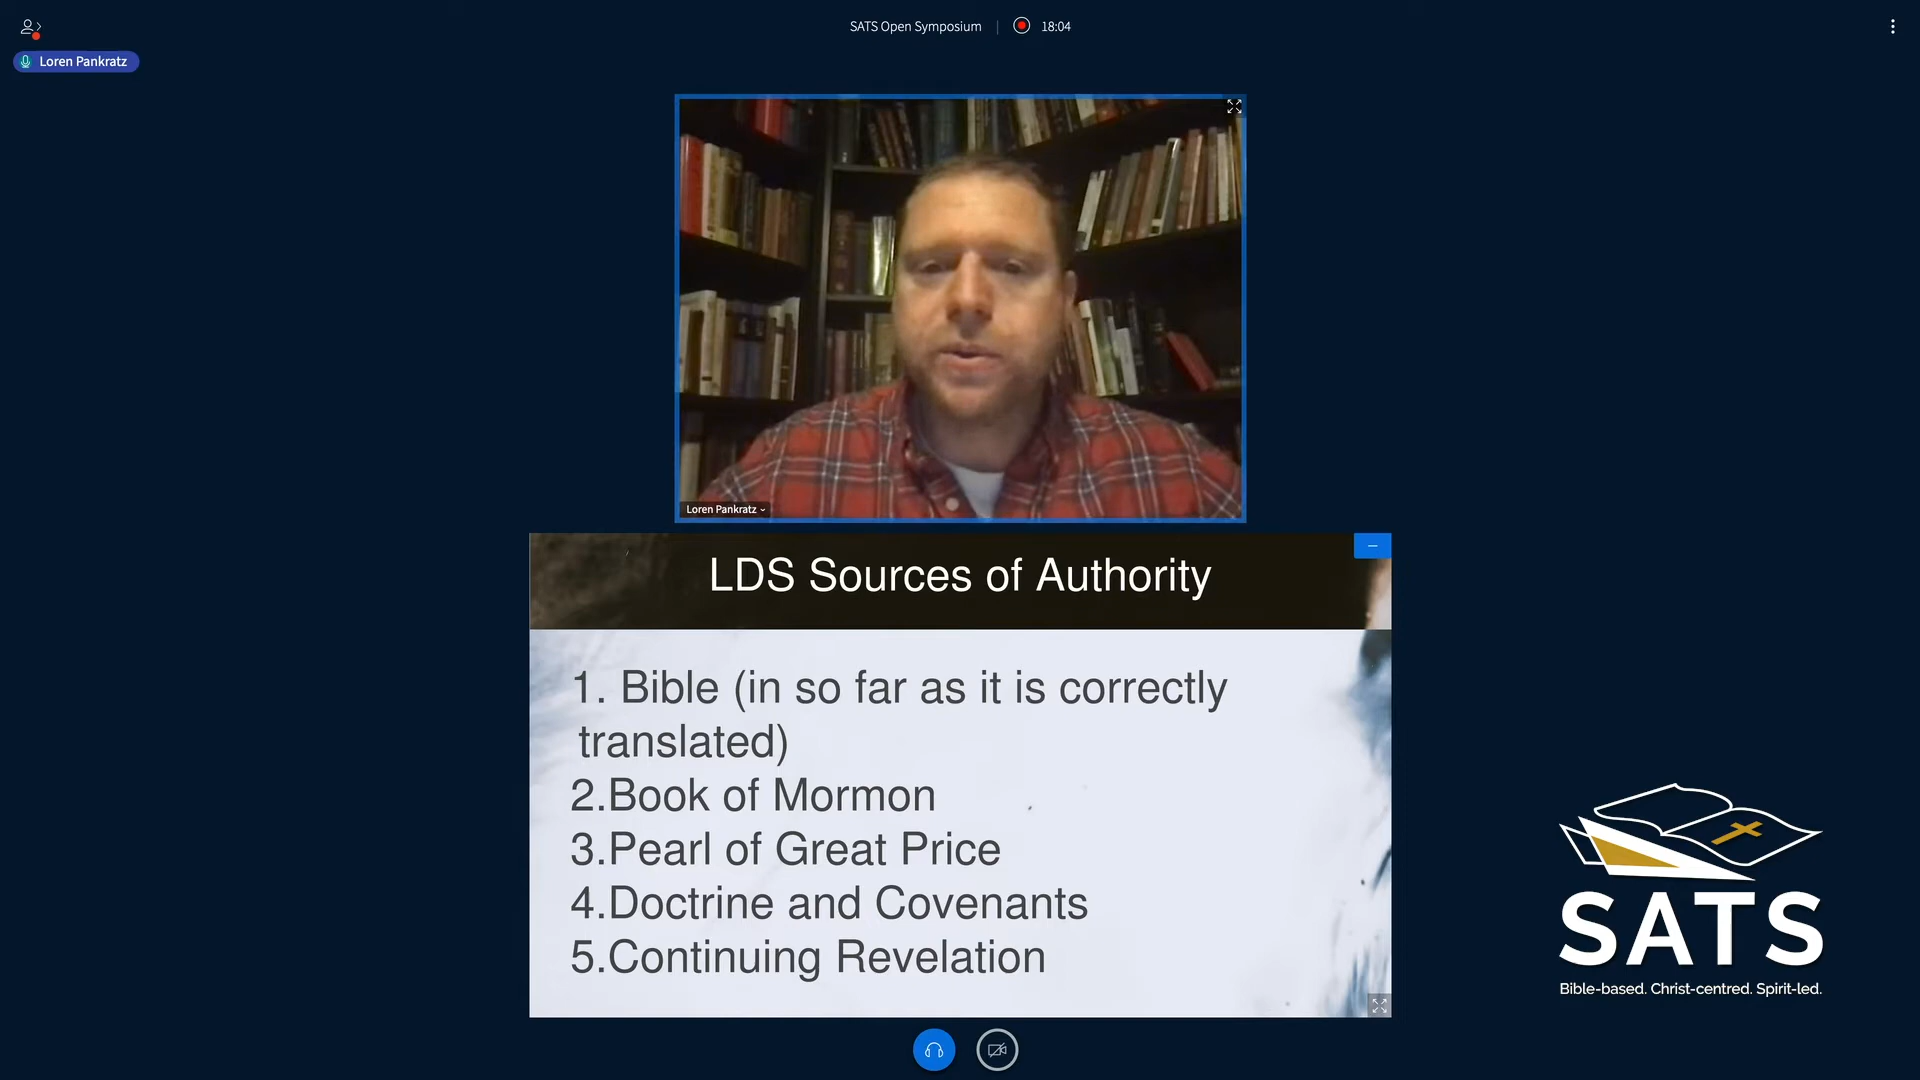 SATS Open Symposium
18:04
Loren Pankratz
Loren Pankratz
LDS Sources of Authority
1. Bible (in so far as it is correctly
translated)
2.Book of Mormon
3.Pearl of Great Price
4.Doctrine and Covenants
5.Continuing Revelation
SATS
Bible-based. Christ-centred. Spirit-led.